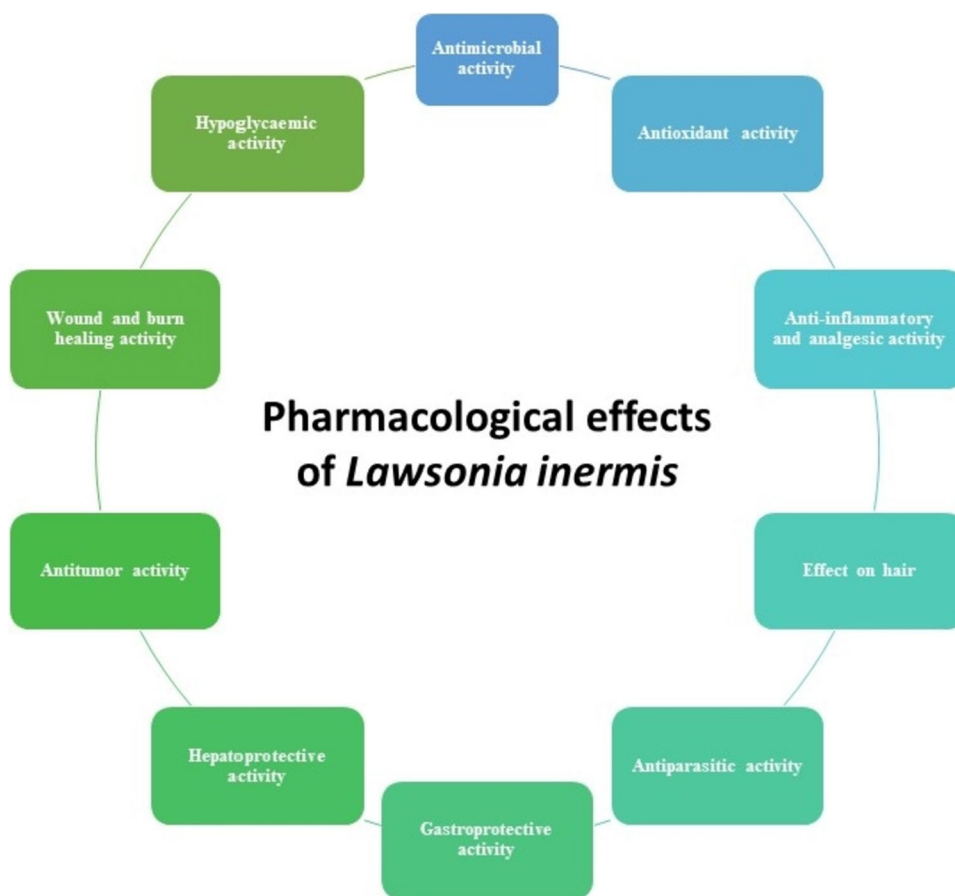 Antimicrobial
activity
Antioxidant activity
Anti-inflammatory
and analgesic activity
Effect on hair
Antiparasitic activity
Gastroprotective
activity
Hepatoprotective
activity
Antitumor activity
Wound and burn
healing activity
Hypoglycaemic
activity
Pharmacological effects
of Lawsonia inermis